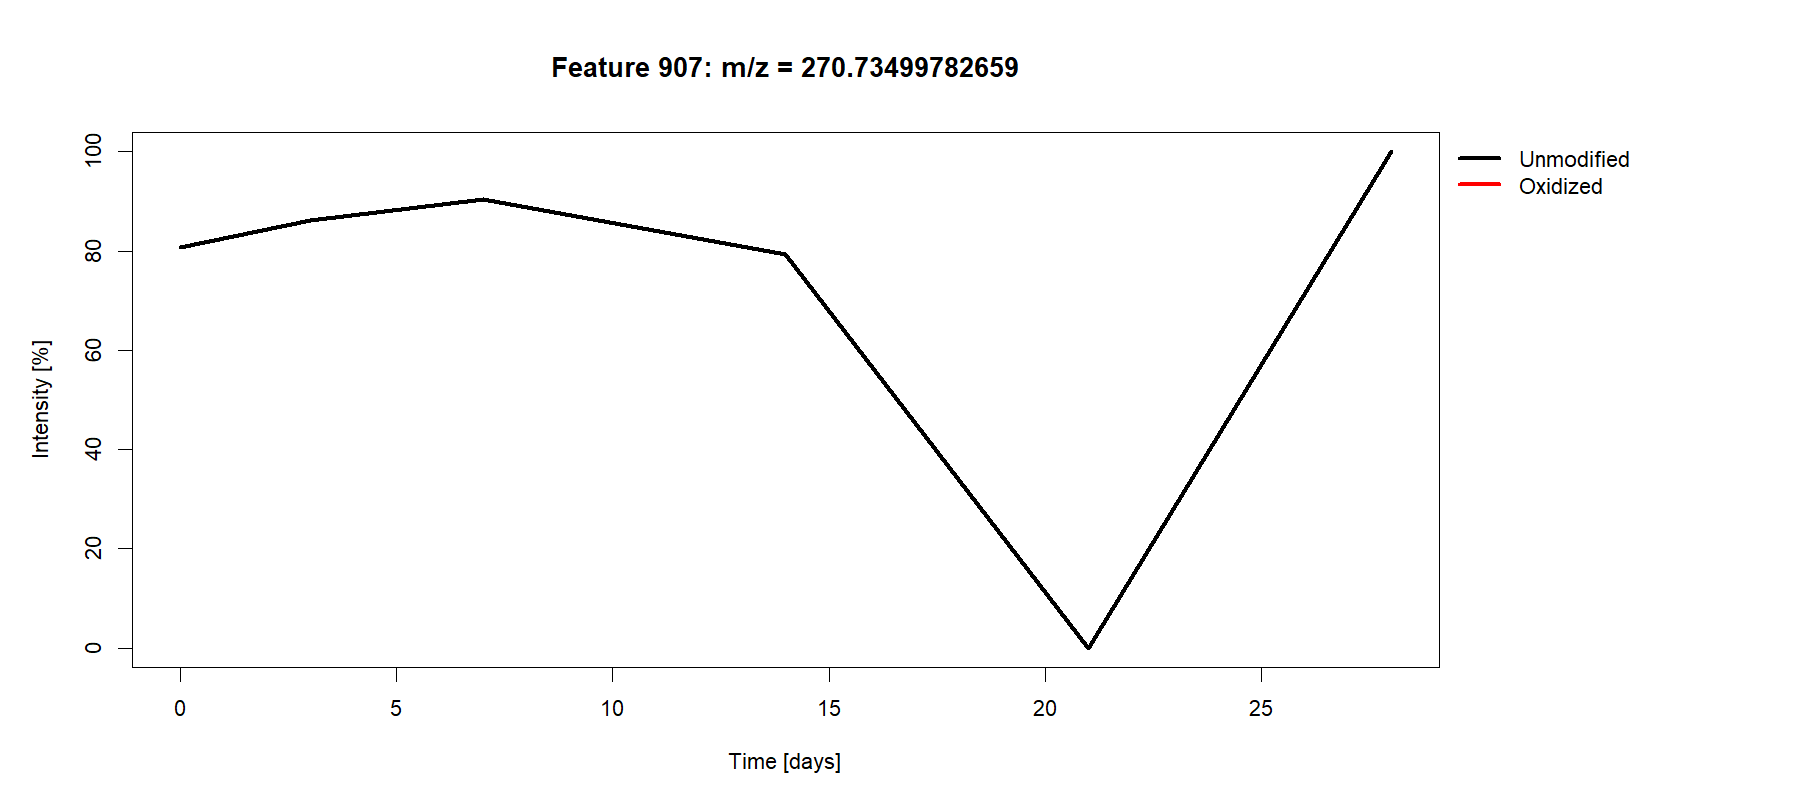 Feature 907: m/z = 270.73499782659
Unmodified
Oxidized
Intensity [%]
100
80
60
40
20
0
0 5 10 15 20 25
Time [days]